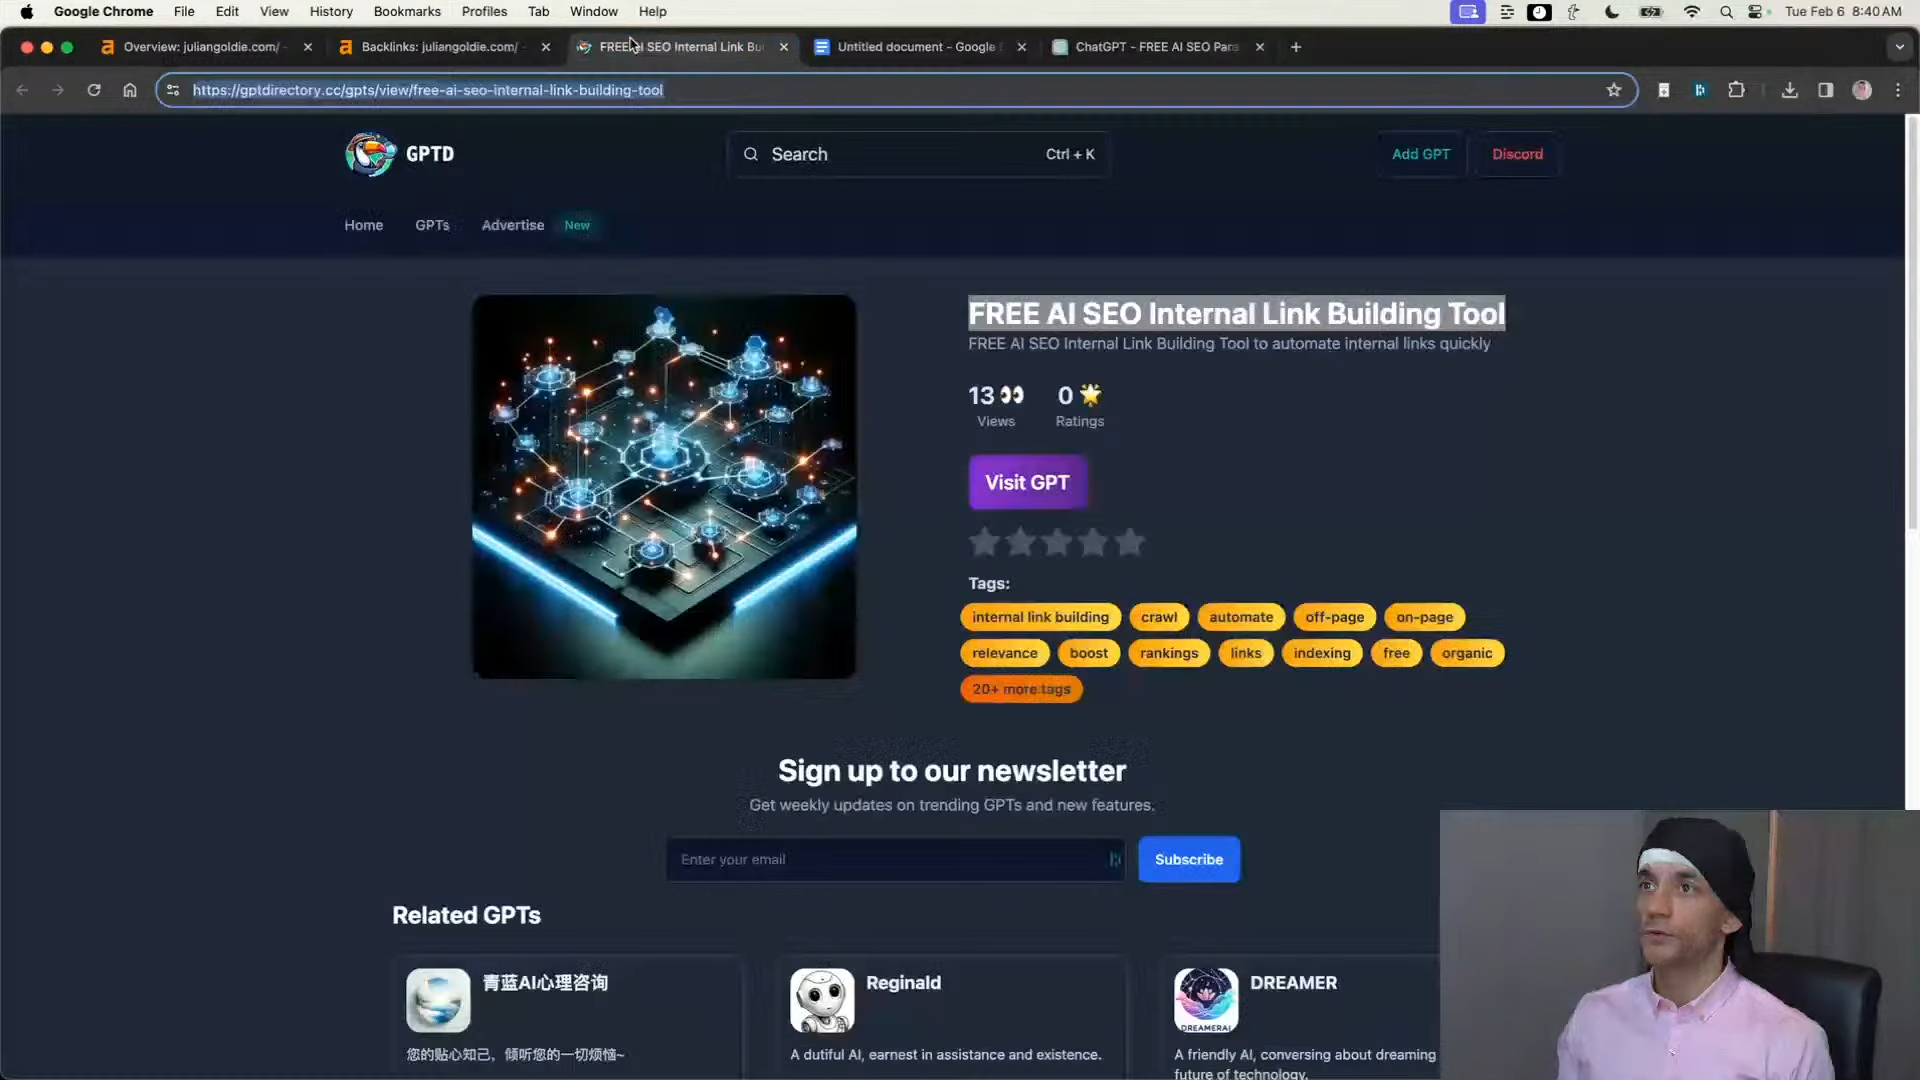 Google Chrome File Edit View History Bookmarks Profiles Tab Window Help Tue Feb 6 8:40 AM
Overview: juliangoldie.com/ Backlinks: juliangoldie.com/ FREE AI SEO Internal Link Bui Untitled document - Google ChatGPT - FREE AI SEO Para
https://gptdirectory.cc/gpts/view/free-ai-seo-internal-link-building-tool
GPTD Search Ctrl + K Add GPT Discord
Home GPTs Advertise New
FREE AI SEO Internal Link Building Tool
FREE AI SEO Internal Link Building Tool to automate internal links quickly
13 👀 0 🌟
Views Ratings
Visit GPT
Tags:
internal link building crawl automate off-page on-page
relevance boost rankings links indexing free organic
20+ more tags
Sign up to our newsletter
Get weekly updates on trending GPTs and new features.
Enter your email Subscribe
Related GPTs
青蓝AI心理咨询 Reginald DREAMER
DREAMERAI
您的贴心知己，倾听您的一切烦恼~ A dutiful AI, earnest in assistance and existence. A friendly AI, conversing about dreaming
future of technology.